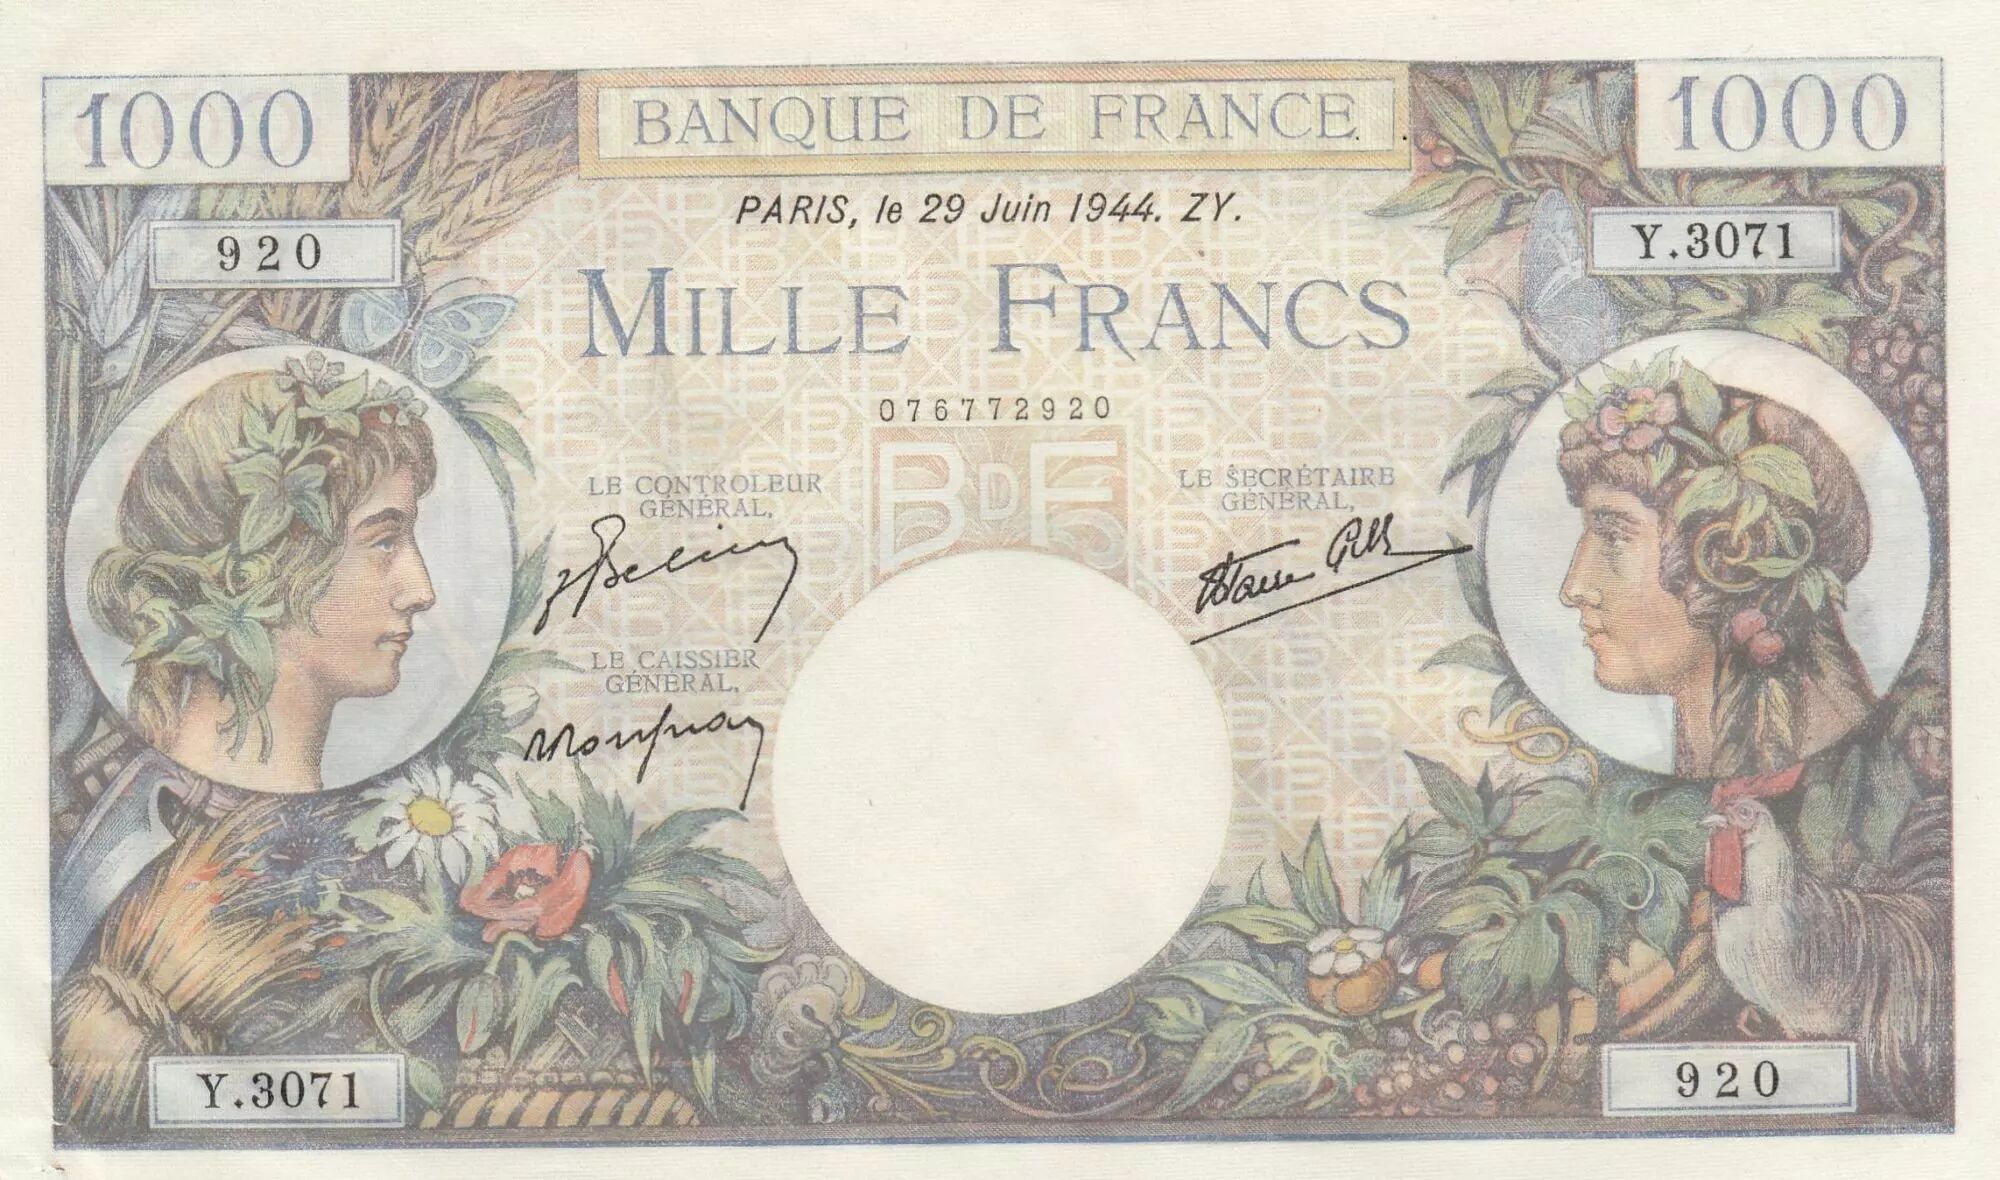 1000
BANQUE DE FRANCE
1000
PARIS, le 29 Juin 1944. ZY.
920
Y.3071
MILLE FRANCS
076772920
BDF
LE CONTROLEUR
GÉNÉRAL,
LE SECRÉTAIRE
GÉNÉRAL,
LE CAISSIER
GÉNÉRAL,
Y.3071
920